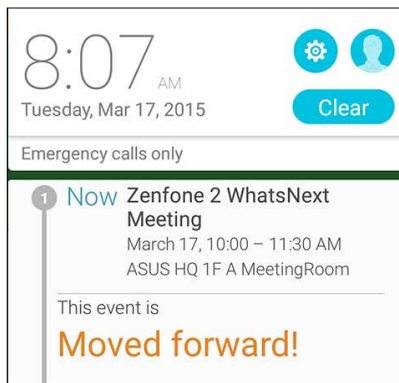 8:07 AM
Tuesday, Mar 17, 2015
Clear
Emergency calls only
1 Now Zenfone 2 WhatsNext
Meeting
March 17, 10:00 – 11:30 AM
ASUS HQ 1F A MeetingRoom
This event is
Moved forward!